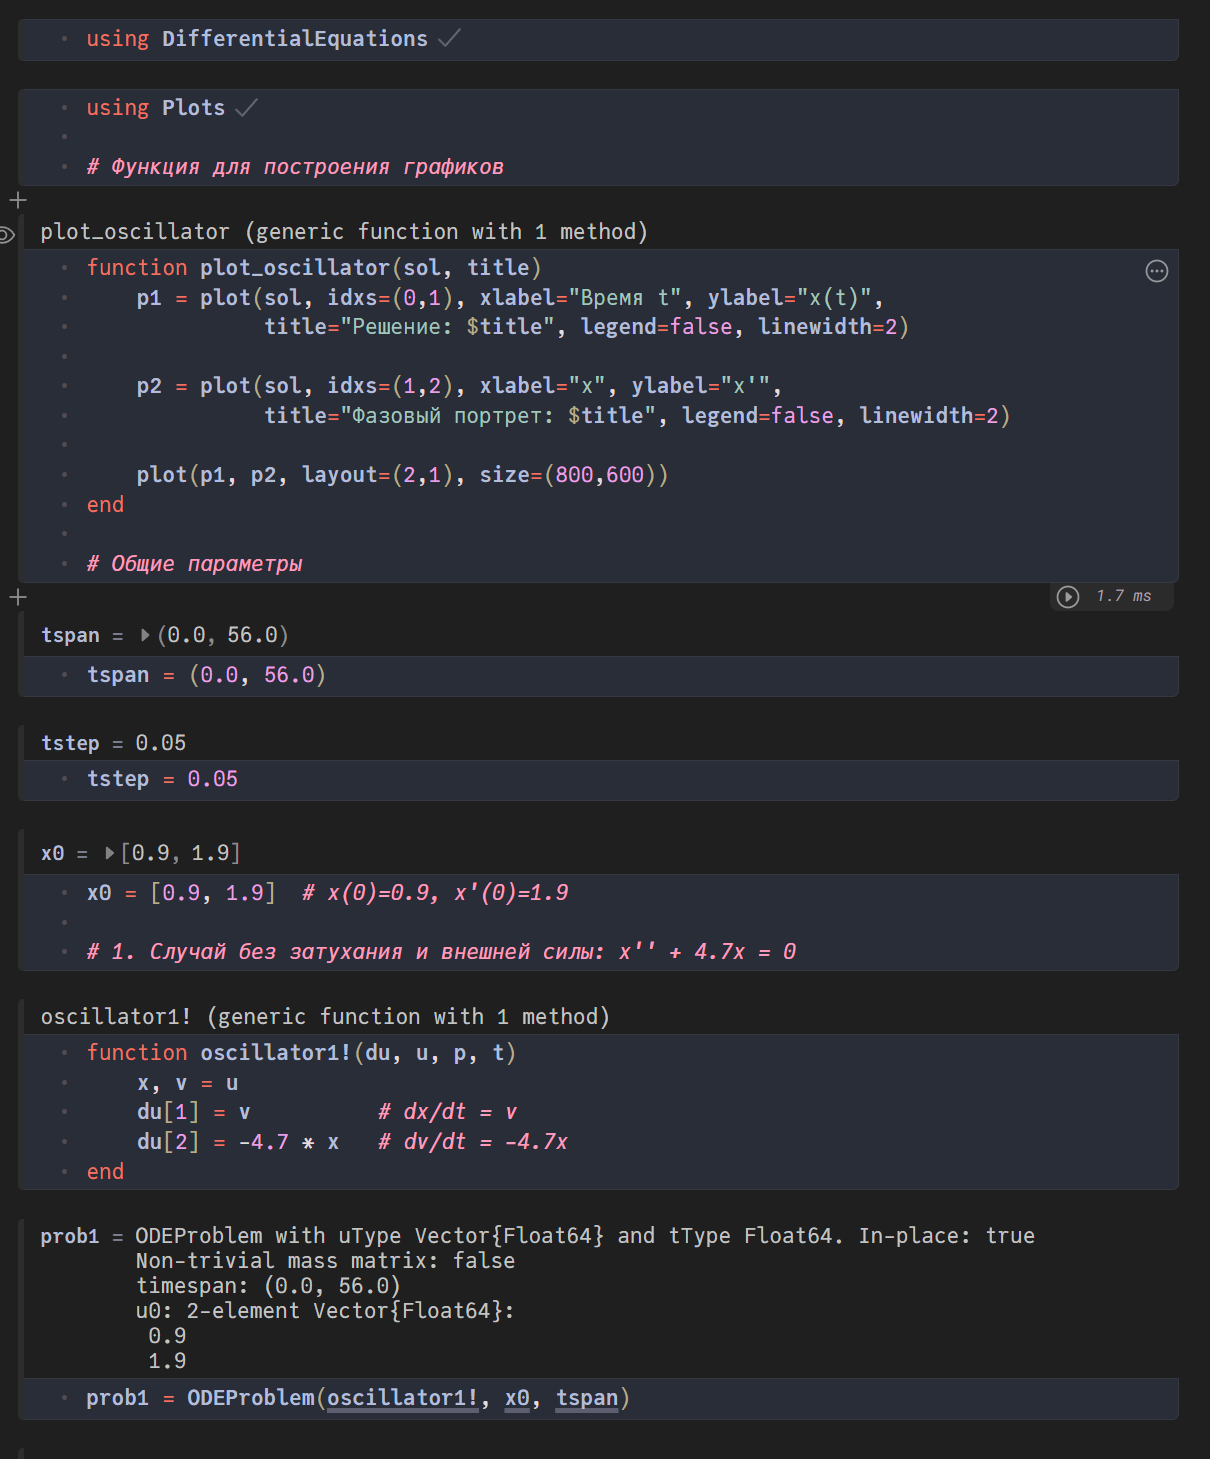 using DifferentialEquations
using Plots
# Функция для построения графиков
plot_oscillator (generic function with 1 method)
function plot_oscillator(sol, title)
    p1 = plot(sol, idxs=(0,1), xlabel="Время t", ylabel="x(t)",
              title="Решение: $title", legend=false, linewidth=2)
    p2 = plot(sol, idxs=(1,2), xlabel="x", ylabel="x'",
              title="Фазовый портрет: $title", legend=false, linewidth=2)
    plot(p1, p2, layout=(2,1), size=(800,600))
end
# Общие параметры
1.7 ms
tspan = (0.0, 56.0)
tspan = (0.0, 56.0)
tstep = 0.05
tstep = 0.05
x0 = [0.9, 1.9]
x0 = [0.9, 1.9]  # x(0)=0.9, x'(0)=1.9
# 1. Случай без затухания и внешней силы: x'' + 4.7x = 0
oscillator1! (generic function with 1 method)
function oscillator1!(du, u, p, t)
    x, v = u
    du[1] = v          # dx/dt = v
    du[2] = -4.7 * x   # dv/dt = -4.7x
end
prob1 = ODEProblem with uType Vector{Float64} and tType Float64. In-place: true
Non-trivial mass matrix: false
timespan: (0.0, 56.0)
u0: 2-element Vector{Float64}:
 0.9
 1.9
prob1 = ODEProblem(oscillator1!, x0, tspan)